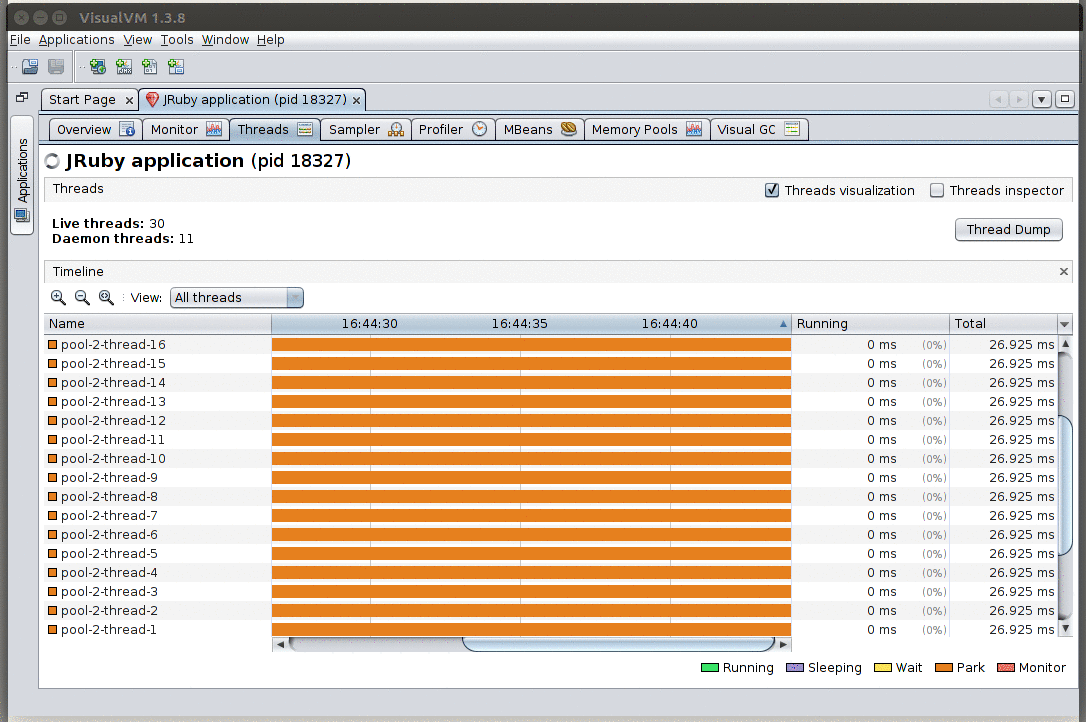 VisualVM 1.3.8
File Applications View Tools Window Help
Start Page JRuby application (pid 18327)
Applications
Overview Monitor Threads Sampler Profiler MBeans Memory Pools Visual GC
JRuby application (pid 18327)
Threads Threads visualization Threads inspector
Live threads: 30
Daemon threads: 11
Thread Dump
Timeline
View: All threads
Name 16:44:30 16:44:35 16:44:40 Running Total
pool-2-thread-16 0 ms (0%) 26.925 ms
pool-2-thread-15 0 ms (0%) 26.925 ms
pool-2-thread-14 0 ms (0%) 26.925 ms
pool-2-thread-13 0 ms (0%) 26.925 ms
pool-2-thread-12 0 ms (0%) 26.925 ms
pool-2-thread-11 0 ms (0%) 26.925 ms
pool-2-thread-10 0 ms (0%) 26.925 ms
pool-2-thread-9 0 ms (0%) 26.925 ms
pool-2-thread-8 0 ms (0%) 26.925 ms
pool-2-thread-7 0 ms (0%) 26.925 ms
pool-2-thread-6 0 ms (0%) 26.925 ms
pool-2-thread-5 0 ms (0%) 26.925 ms
pool-2-thread-4 0 ms (0%) 26.925 ms
pool-2-thread-3 0 ms (0%) 26.925 ms
pool-2-thread-2 0 ms (0%) 26.925 ms
pool-2-thread-1 0 ms (0%) 26.925 ms
Running Sleeping Wait Park Monitor